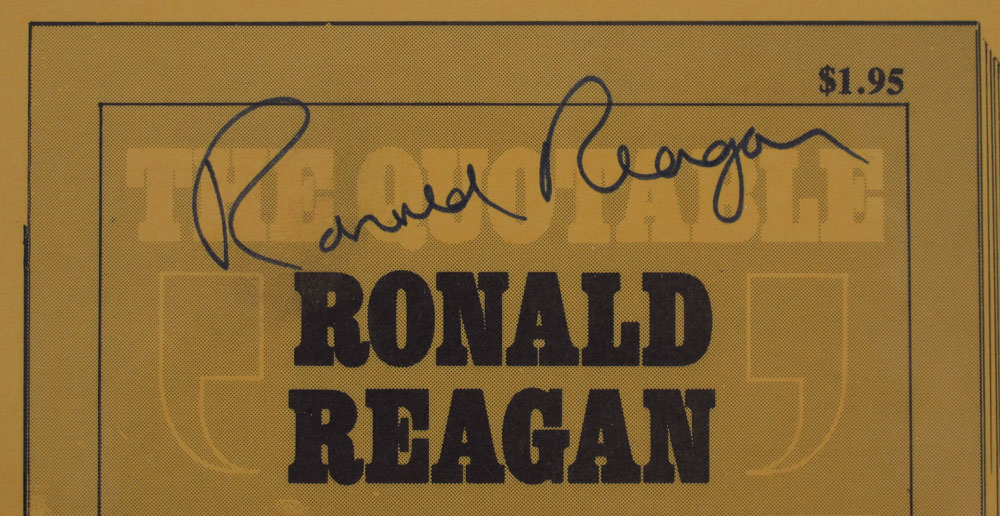 $1.95
Ronald Reagan
THE QUOTABLE
RONALD
REAGAN